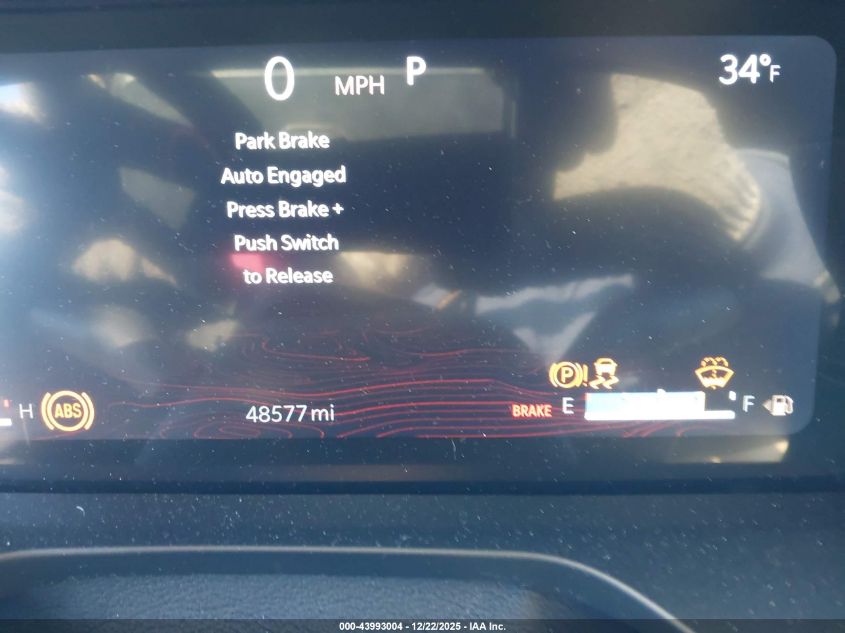 0 MPH P 34°F
Park Brake
Auto Engaged
Press Brake +
Push Switch
to Release
(P)!
H ABS 48577 mi BRAKE E F
000-43993004 - 12/22/2025 - IAA Inc.